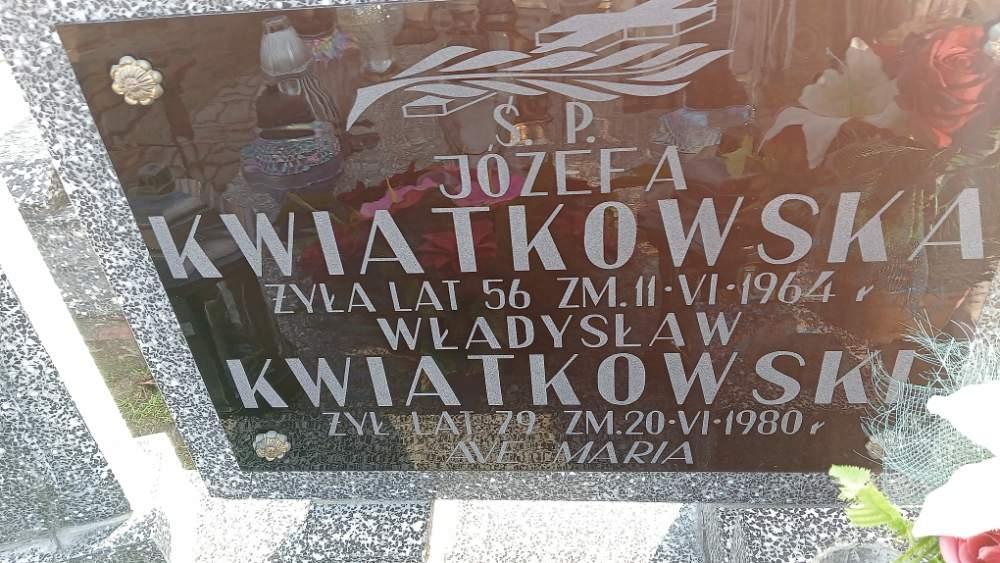 Ś. P.
JÓZEFA
KWIATKOWSKA
ŻYŁA LAT 56 ZM. 11·VI·1964 r
WŁADYSŁAW
KWIATKOWSKI
ŻYŁ LAT 79 ZM. 20·VI·1980 r
AVE MARIA